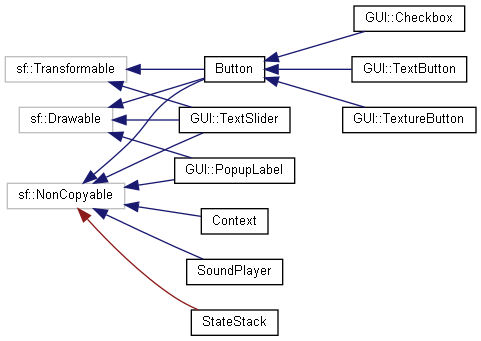 GUI::Checkbox
sf::Transformable
Button
GUI::TextButton
sf::Drawable
GUI::TextSlider
GUI::TextureButton
GUI::PopupLabel
sf::NonCopyable
Context
SoundPlayer
StateStack